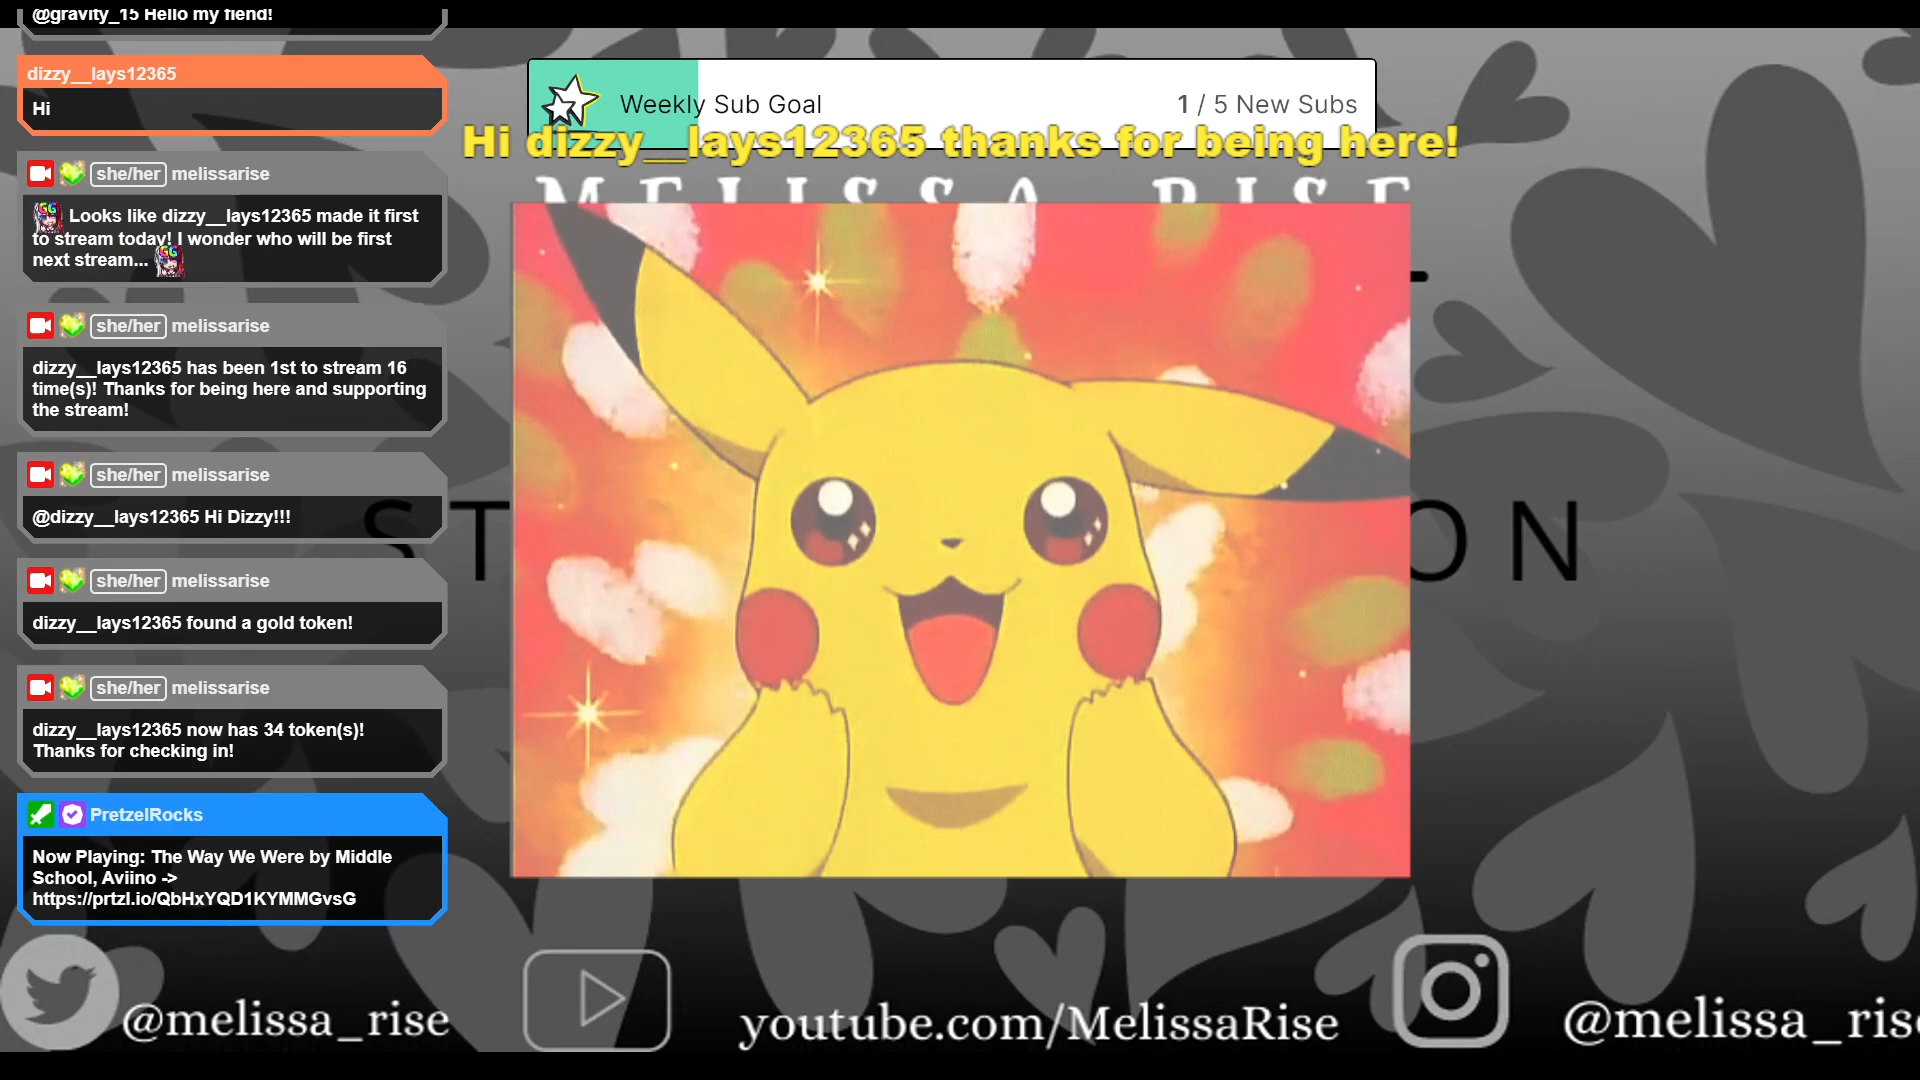 @gravity_15 Hello my fiend!
dizzy__lays12365
Hi
she/her melissarise
Looks like dizzy__lays12365 made it first
to stream today! I wonder who will be first
next stream...
she/her melissarise
dizzy__lays12365 has been 1st to stream 16
time(s)! Thanks for being here and supporting
the stream!
she/her melissarise
@dizzy__lays12365 Hi Dizzy!!!
she/her melissarise
dizzy__lays12365 found a gold token!
she/her melissarise
dizzy__lays12365 now has 34 token(s)!
Thanks for checking in!
PretzelRocks
Now Playing: The Way We Were by Middle
School, Aviino ->
https://prtzl.io/QbHxYQD1KYMMGvsG
Weekly Sub Goal
1 / 5 New Subs
Hi dizzy__lays12365 thanks for being here!
MELISSA RISE
ST
ON
@melissa_rise
youtube.com/MelissaRise
@melissa_rise